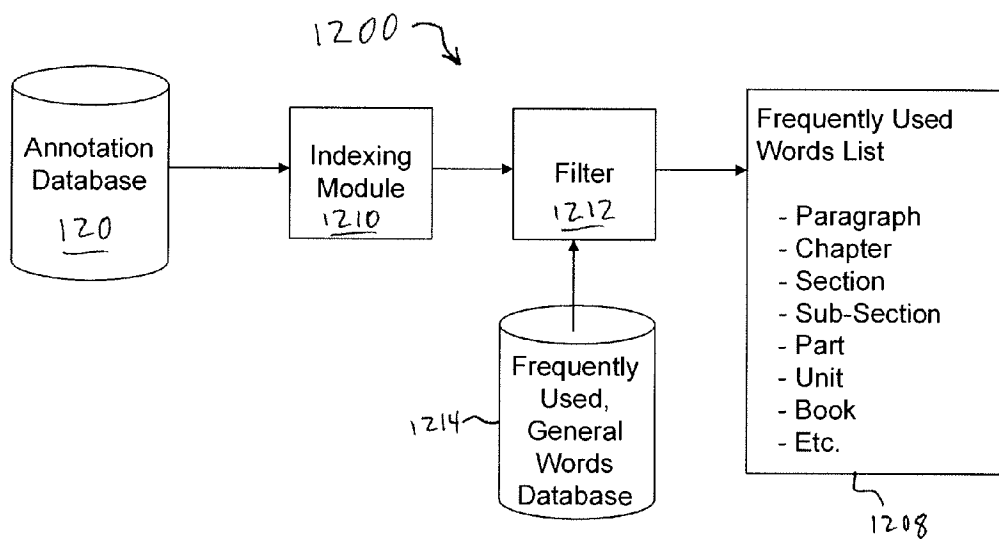 1200
Annotation
Database
120
Indexing
Module
1210
Filter
1212
Frequently Used
Words List
- Paragraph
- Chapter
- Section
- Sub-Section
- Part
- Unit
- Book
- Etc.
1208
1214
Frequently
Used,
General
Words
Database